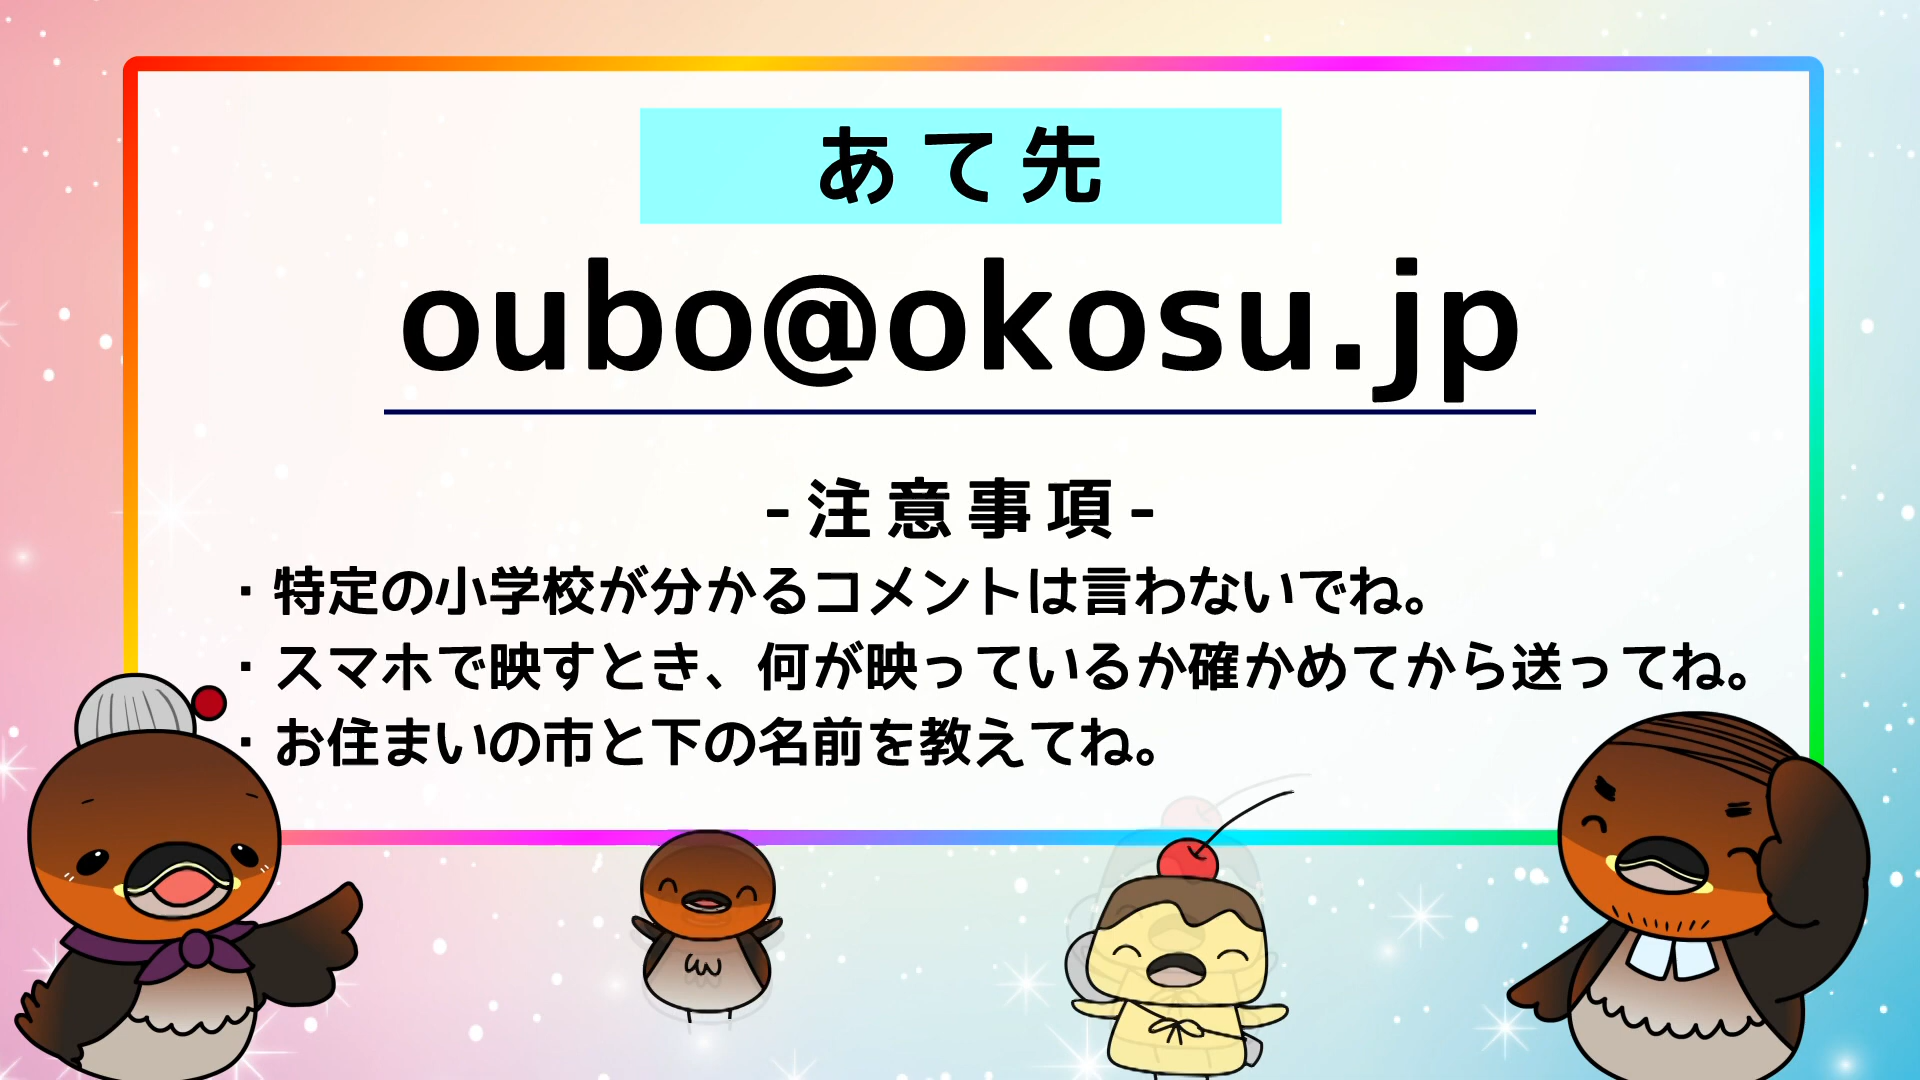 あて先
oubo@okosu.jp
-注意事項-
・特定の小学校が分かるコメントは言わないでね。
・スマホで映すとき、何が映っているか確かめてから送ってね。
・お住まいの市と下の名前を教えてね。